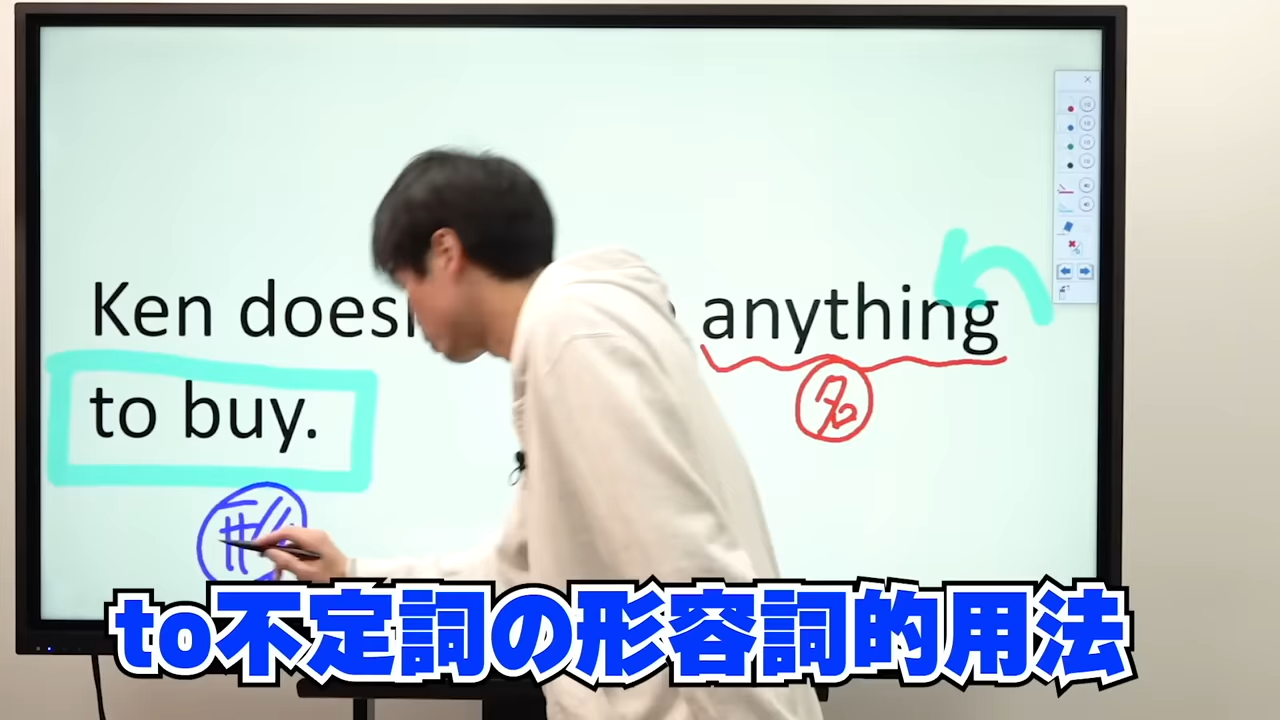 Ken does anything
名
to buy.
形
to不定詞の形容詞的用法